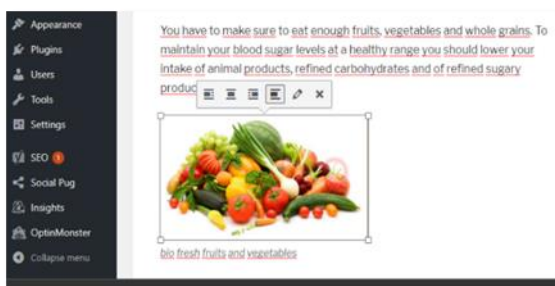 Appearance
Plugins
Users
Tools
Settings
SEO 1
Social Pug
Insights
OptinMonster
Collapse menu
You have to make sure to eat enough fruits, vegetables and whole grains. To
maintain your blood sugar levels at a healthy range you should lower your
intake of animal products, refined carbohydrates and of refined sugary
produc
bio fresh fruits and vegetables